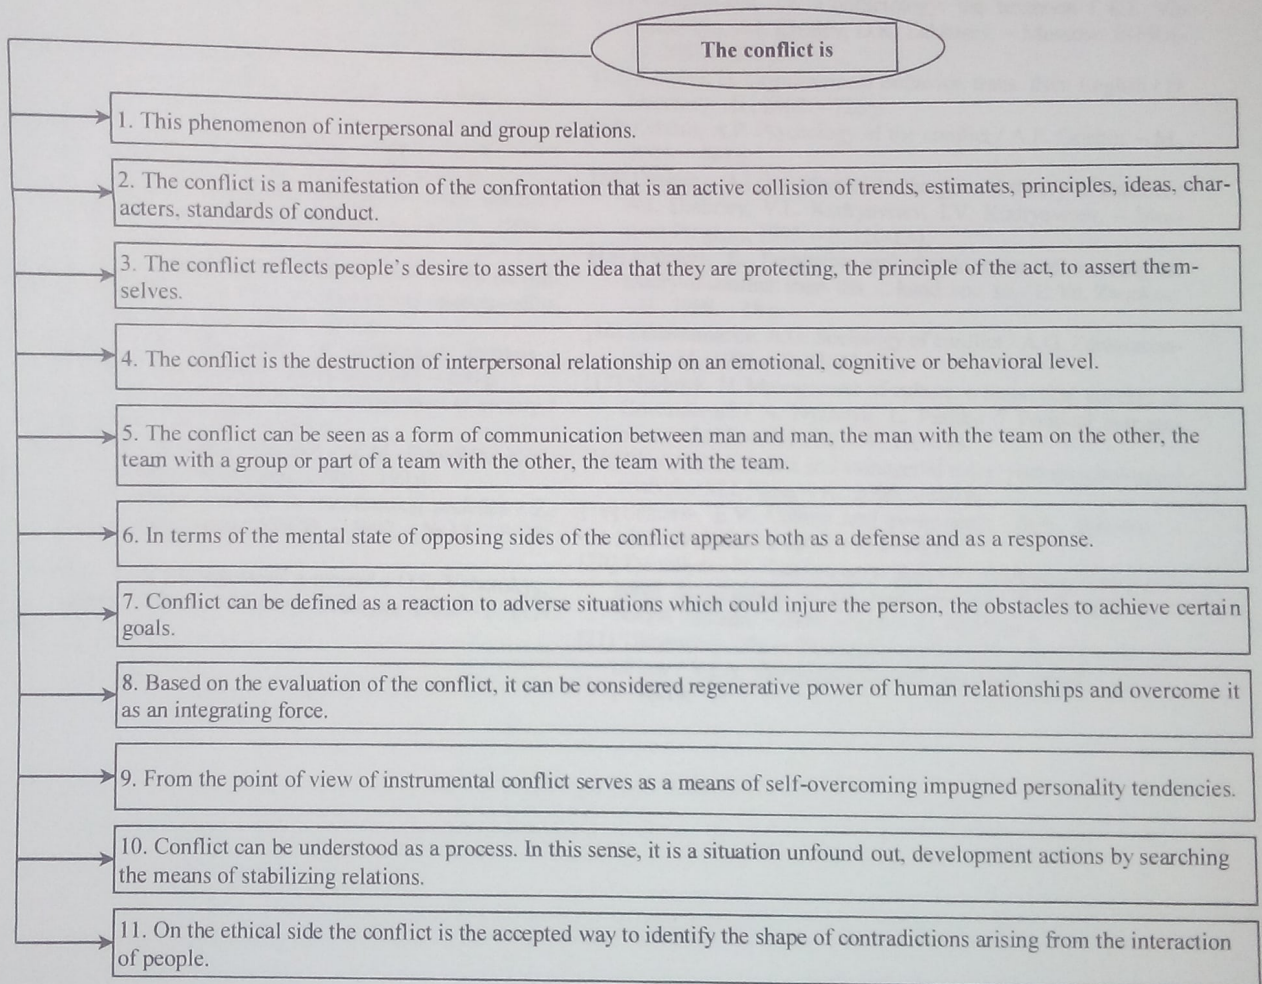 The conflict is
1. This phenomenon of interpersonal and group relations.
2. The conflict is a manifestation of the confrontation that is an active collision of trends, estimates, principles, ideas, char-
acters, standards of conduct.
3. The conflict reflects people`s desire to assert the idea that they are protecting, the principle of the act, to assert them-
selves.
4. The conflict is the destruction of interpersonal relationship on an emotional, cognitive or behavioral level.
5. The conflict can be seen as a form of communication between man and man, the man with the team on the other, the
team with a group or part of a team with the other, the team with the team.
6. In terms of the mental state of opposing sides of the conflict appears both as a defense and as a response.
7. Conflict can be defined as a reaction to adverse situations which could injure the person, the obstacles to achieve certain
goals.
8. Based on the evaluation of the conflict, it can be considered regenerative power of human relationships and overcome it
as an integrating force.
9. From the point of view of instrumental conflict serves as a means of self-overcoming impugned personality tendencies.
10. Conflict can be understood as a process. In this sense, it is a situation unfound out, development actions by searching
the means of stabilizing relations.
11. On the ethical side the conflict is the accepted way to identify the shape of contradictions arising from the interaction
of people.